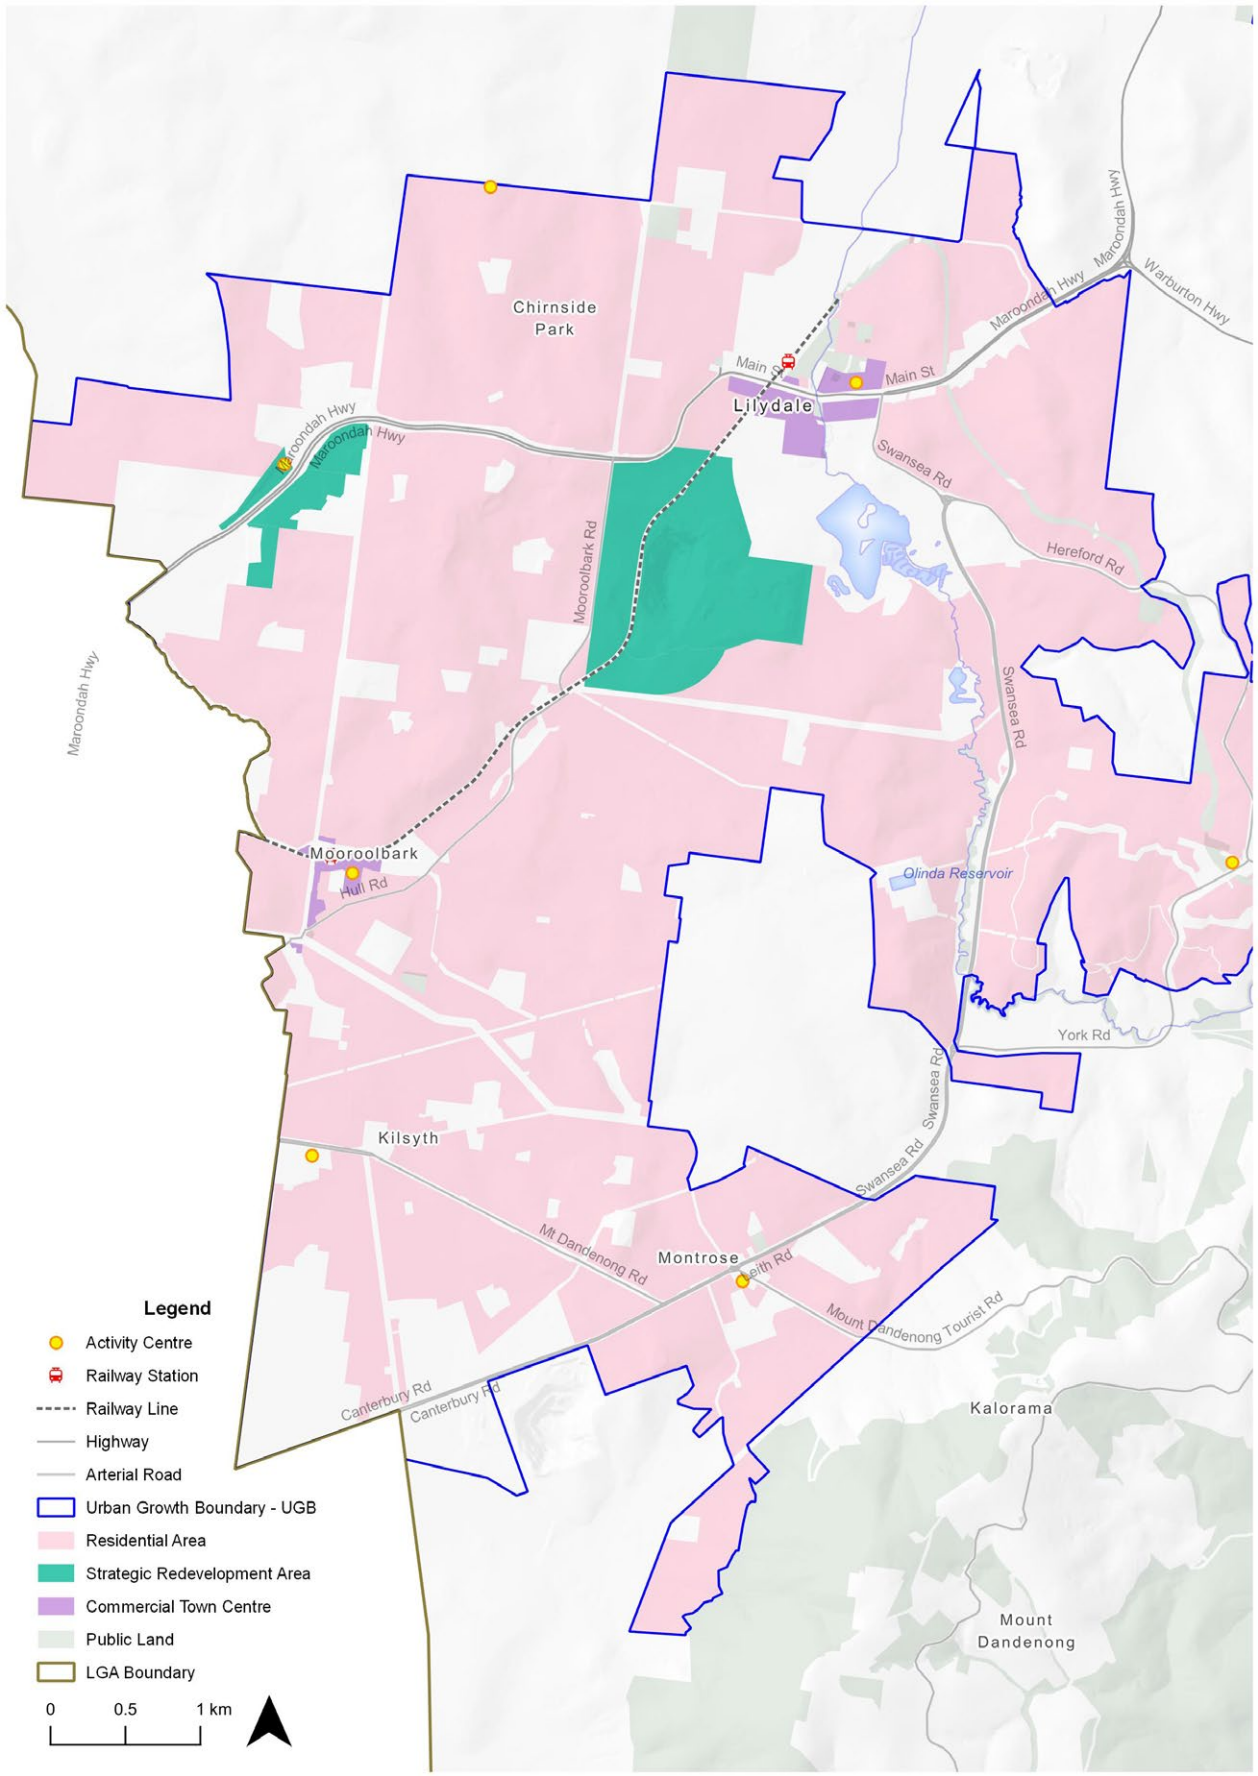 Maroondah Hwy
Maroondah Hwy
Warburton Hwy
Chirnside
Park
Main St
Main St
Lilydale
Maroondah Hwy
Maroondah Hwy
Swansea Rd
Mooroolbark Rd
Hereford Rd
Maroondah Hwy
Swansea Rd
Mooroolbark
Hull Rd
Olinda Reservoir
York Rd
Swansea Rd
Kilsyth
Swansea Rd
Mt Dandenong Rd
Montrose
Leith Rd
Mount Dandenong Tourist Rd
Canterbury Rd
Canterbury Rd
Kalorama
Mount
Dandenong
Legend
Activity Centre
Railway Station
Railway Line
Highway
Arterial Road
Urban Growth Boundary - UGB
Residential Area
Strategic Redevelopment Area
Commercial Town Centre
Public Land
LGA Boundary
0 0.5 1 km